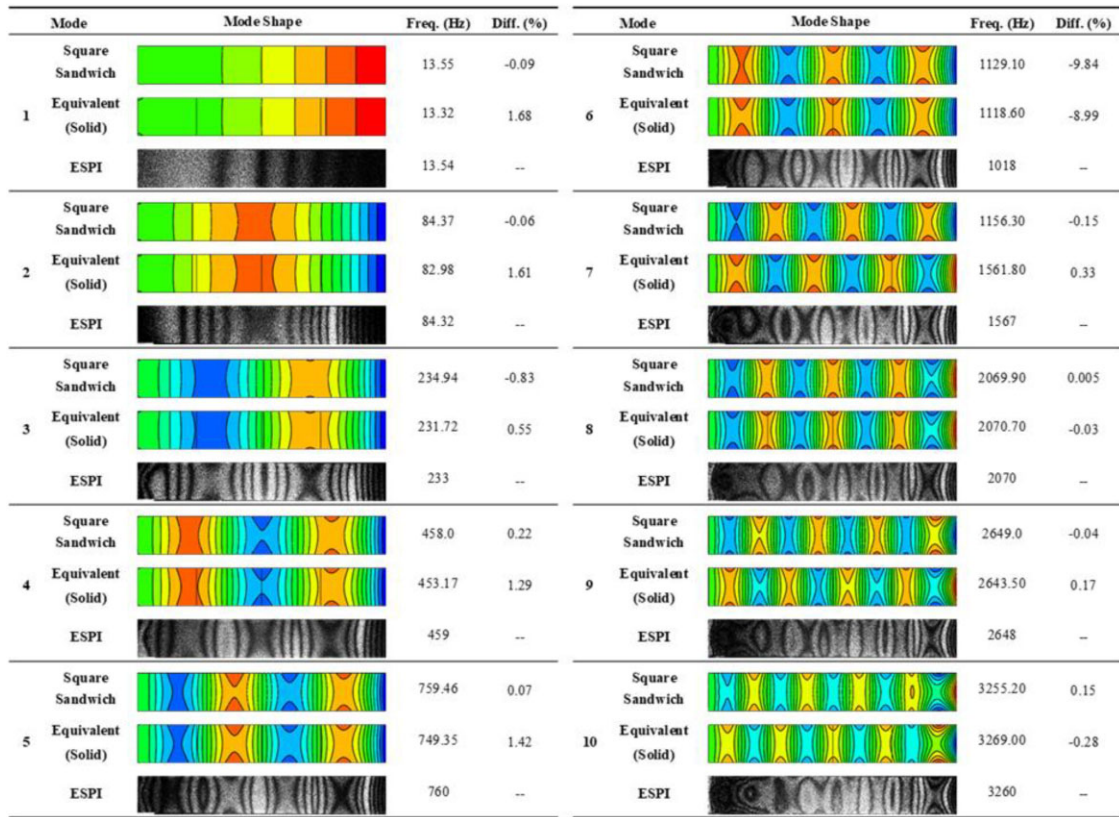 Mode Mode Shape Freq. (Hz) Diff. (%)
Square
Sandwich 13.55 -0.09
1 Equivalent
(Solid) 13.32 1.68
ESPI 13.54 --
Square
Sandwich 84.37 -0.06
2 Equivalent
(Solid) 82.98 1.61
ESPI 84.32 --
Square
Sandwich 234.94 -0.83
3 Equivalent
(Solid) 231.72 0.55
ESPI 233 --
Square
Sandwich 458.0 0.22
4 Equivalent
(Solid) 453.17 1.29
ESPI 459 --
Square
Sandwich 759.46 0.07
5 Equivalent
(Solid) 749.35 1.42
ESPI 760 --
Mode Mode Shape Freq. (Hz) Diff. (%)
Square
Sandwich 1129.10 -9.84
6 Equivalent
(Solid) 1118.60 -8.99
ESPI 1018 --
Square
Sandwich 1156.30 -0.15
7 Equivalent
(Solid) 1561.80 0.33
ESPI 1567 --
Square
Sandwich 2069.90 0.005
8 Equivalent
(Solid) 2070.70 -0.03
ESPI 2070 --
Square
Sandwich 2649.0 -0.04
9 Equivalent
(Solid) 2643.50 0.17
ESPI 2648 --
Square
Sandwich 3255.20 0.15
10 Equivalent
(Solid) 3269.00 -0.28
ESPI 3260 --